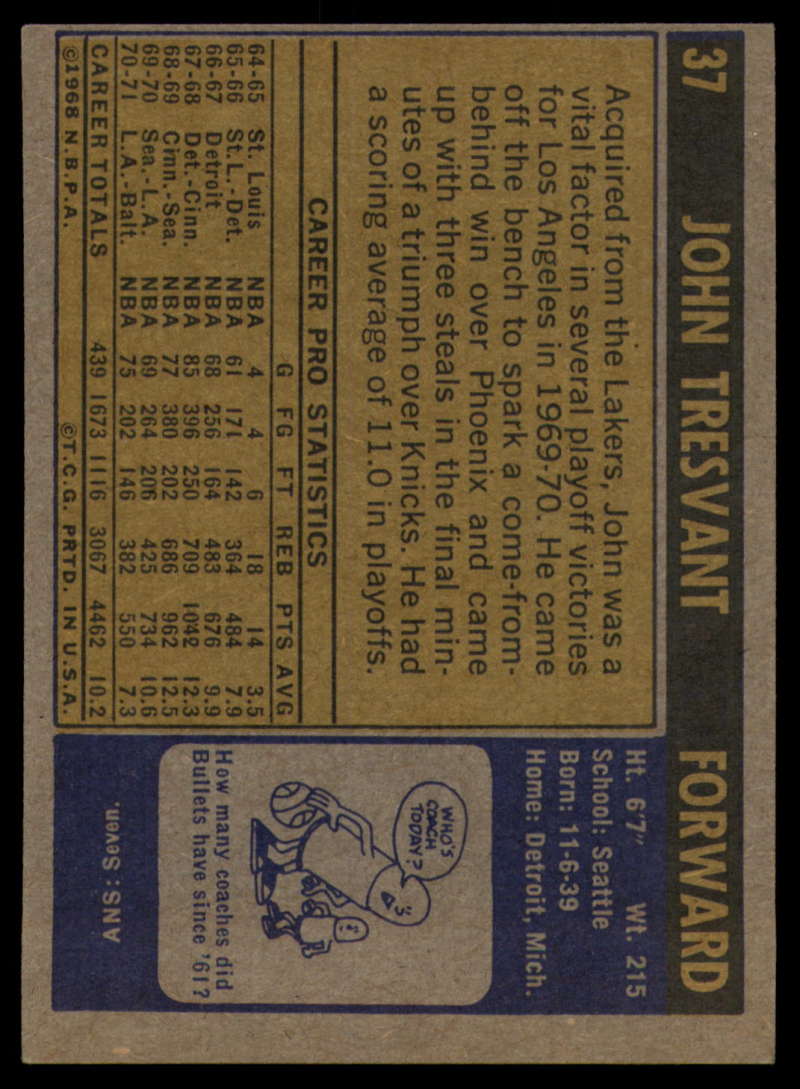 37 JOHN TRESVANT FORWARD
Acquired from the Lakers, John was a
vital factor in several playoff victories
for Los Angeles in 1969-70. He came
off the bench to spark a come-from-
behind win over Phoenix and came
up with three steals in the final min-
utes of a triumph over Knicks. He had
a scoring average of 11.0 in playoffs.
CAREER PRO STATISTICS
G FG FT REB PTS AVG
64-65 St. Louis NBA 4 4 6 18 14 3.5
65-66 St.L.-Det. NBA 61 171 142 364 484 7.9
66-67 Detroit NBA 68 256 164 483 676 9.9
67-68 Det.-Cinn. NBA 85 396 250 709 1042 12.3
68-69 Cinn.-Sea. NBA 77 380 202 686 962 12.5
69-70 Sea.-L.A. NBA 69 264 206 425 734 10.6
70-71 L.A.-Balt. NBA 75 202 146 382 550 7.3
CAREER TOTALS 439 1673 1116 3067 4462 10.2
©1968 N.B.P.A. ©T.C.G. PRTD. IN U.S.A.
Ht. 6'7" Wt. 215
School: Seattle
Born: 11-6-39
Home: Detroit, Mich.
WHO'S
COACH
TODAY?
How many coaches did
Bullets have since '61?
ANS: Seven.